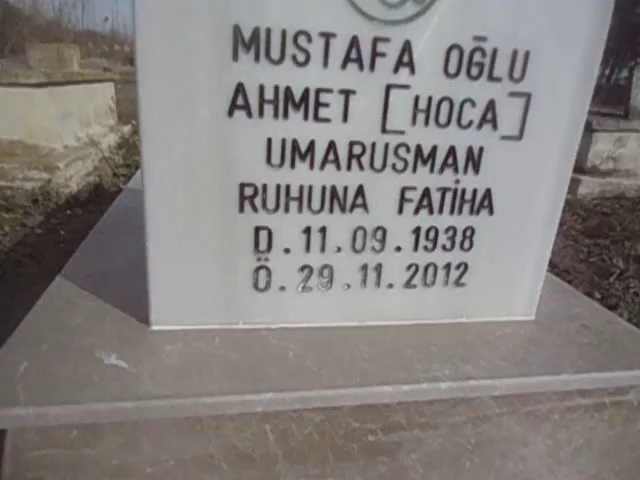 MUSTAFA OĞLU
AHMET [HOCA]
UMARUSMAN
RUHUNA FATİHA
D.11.09.1938
Ö.29.11.2012